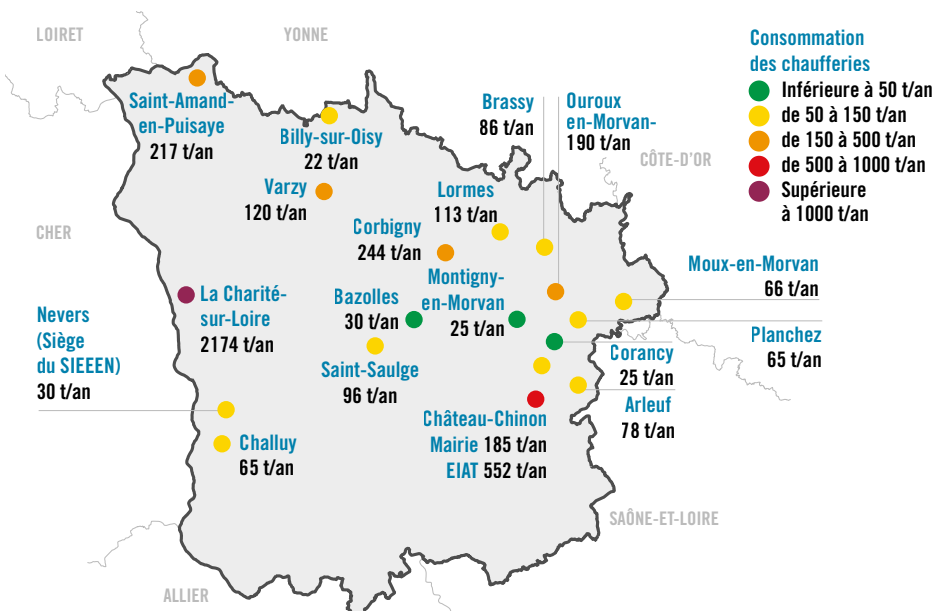 LOIRET
YONNE
Consommation
des chaufferies
Inférieure à 50 t/an
de 50 à 150 t/an
de 150 à 500 t/an
de 500 à 1000 t/an
Supérieure
à 1000 t/an
Saint-Amand-
en-Puisaye
217 t/an
Billy-sur-Oisy
22 t/an
Brassy
86 t/an
Ouroux
en-Morvan-
190 t/an
CÔTE-D'OR
Varzy
120 t/an
Lormes
113 t/an
CHER
Corbigny
244 t/an
Moux-en-Morvan
66 t/an
La Charité-
sur-Loire
2174 t/an
Bazolles
30 t/an
Montigny-
en-Morvan
25 t/an
Nevers
(Siège
du SIEEEN)
30 t/an
Planchez
65 t/an
Saint-Saulge
96 t/an
Corancy
25 t/an
Arleuf
78 t/an
Château-Chinon
Mairie 185 t/an
EIAT 552 t/an
Challuy
65 t/an
SAÔNE-ET-LOIRE
ALLIER